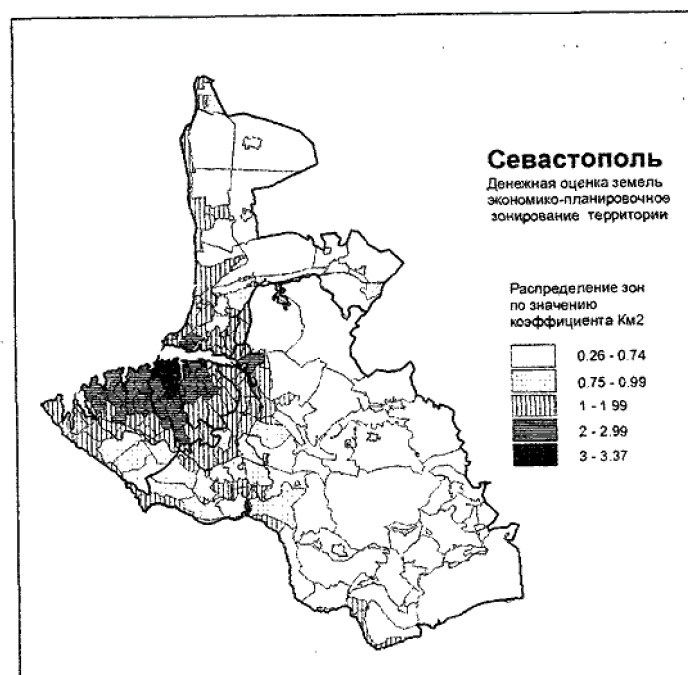 Севастополь
Денежная оценка земель
экономико-планировочное
зонирование территории
Распределение зон
по значению
коэффициента Км2
0.26 - 0.74
0.75 - 0.99
1 - 1 99
2 - 2.99
3 - 3.37